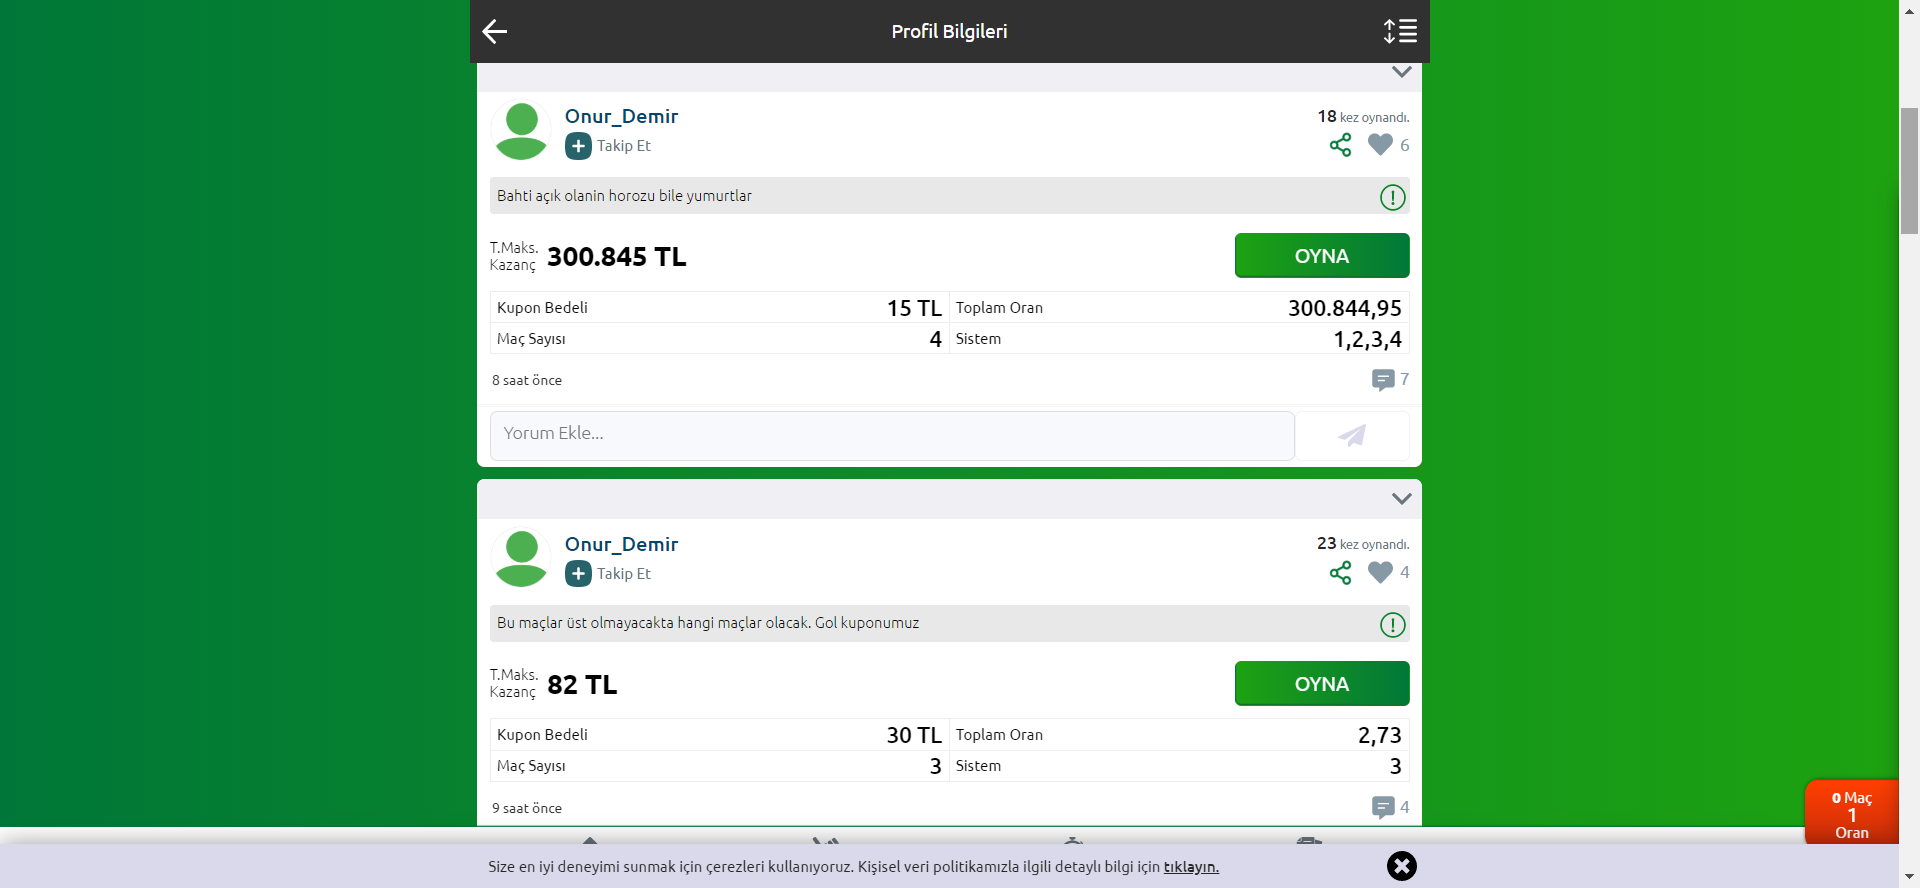 Profil Bilgileri
Onur_Demir
18 kez oynandı.
Takip Et
6
Bahti açık olanin horozu bile yumurtlar
T.Maks. Kazanç 300.845 TL
OYNA
Kupon Bedeli 15 TL Toplam Oran 300.844,95
Maç Sayısı 4 Sistem 1,2,3,4
8 saat önce 7
Yorum Ekle...
Onur_Demir
23 kez oynandı.
Takip Et
4
Bu maçlar üst olmayacakta hangi maçlar olacak. Gol kuponumuz
T.Maks. Kazanç 82 TL
OYNA
Kupon Bedeli 30 TL Toplam Oran 2,73
Maç Sayısı 3 Sistem 3
9 saat önce 4
0 Maç
1
Oran
Size en iyi deneyimi sunmak için çerezleri kullanıyoruz. Kişisel veri politikamızla ilgili detaylı bilgi için tıklayın.